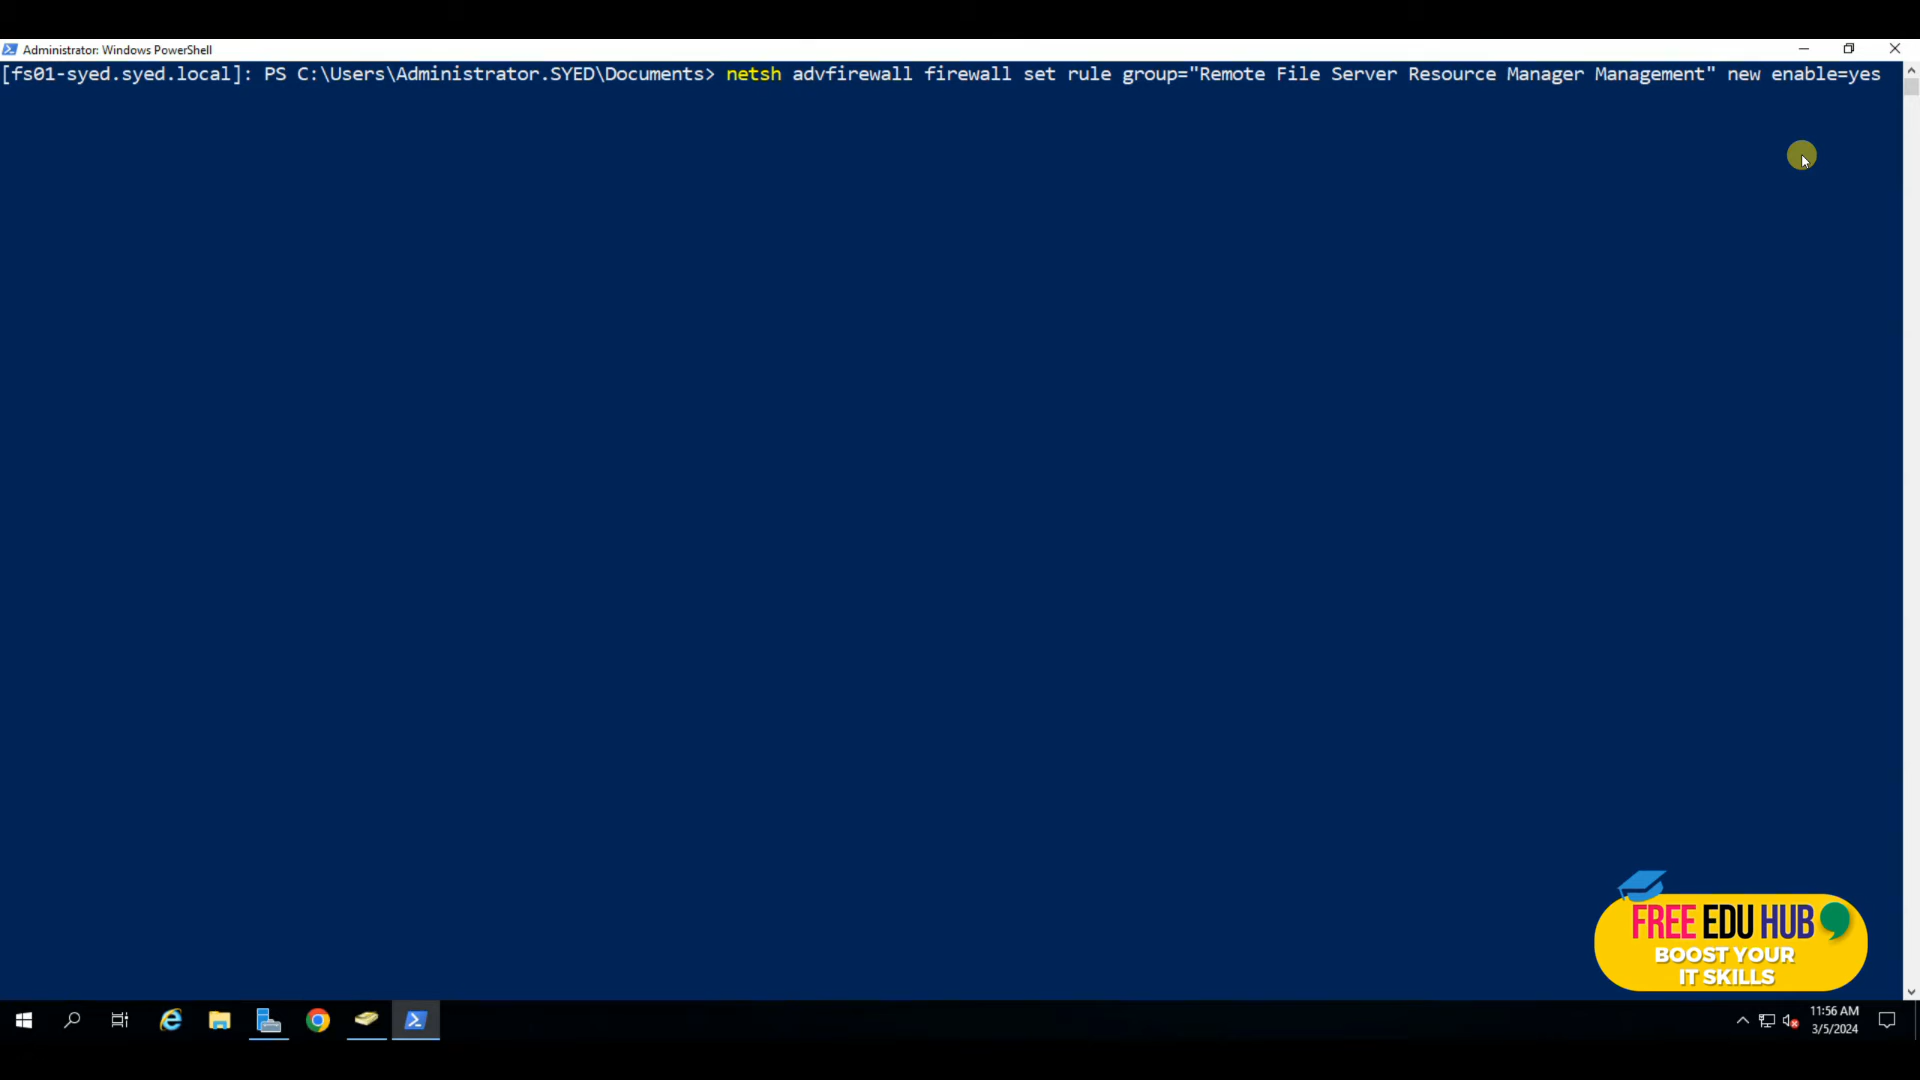 Administrator: Windows PowerShell
[fs01-syed.syed.local]: PS C:\Users\Administrator.SYED\Documents> netsh advfirewall firewall set rule group="Remote File Server Resource Manager Management" new enable=yes
FREE EDU HUB
BOOST YOUR
IT SKILLS
11:56 AM
3/5/2024